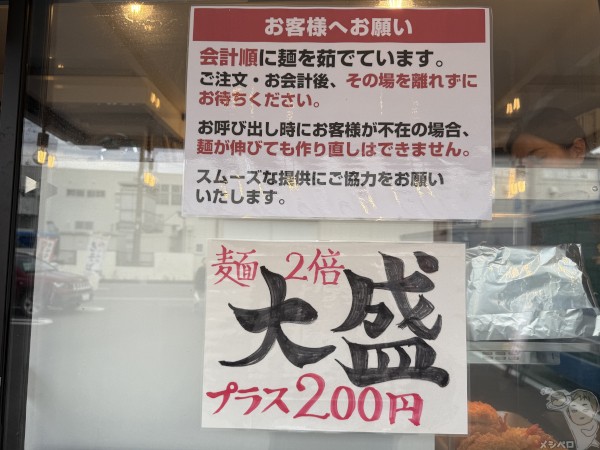 お客様へお願い
会計順に麺を茹でています。
ご注文・お会計後、その場を離れずに
お待ちください。
お呼び出し時にお客様が不在の場合、
麺が伸びても作り直しはできません。
スムーズな提供にご協力をお願い
いたします。
麺 2倍
大盛
プラス200円
メシペロ